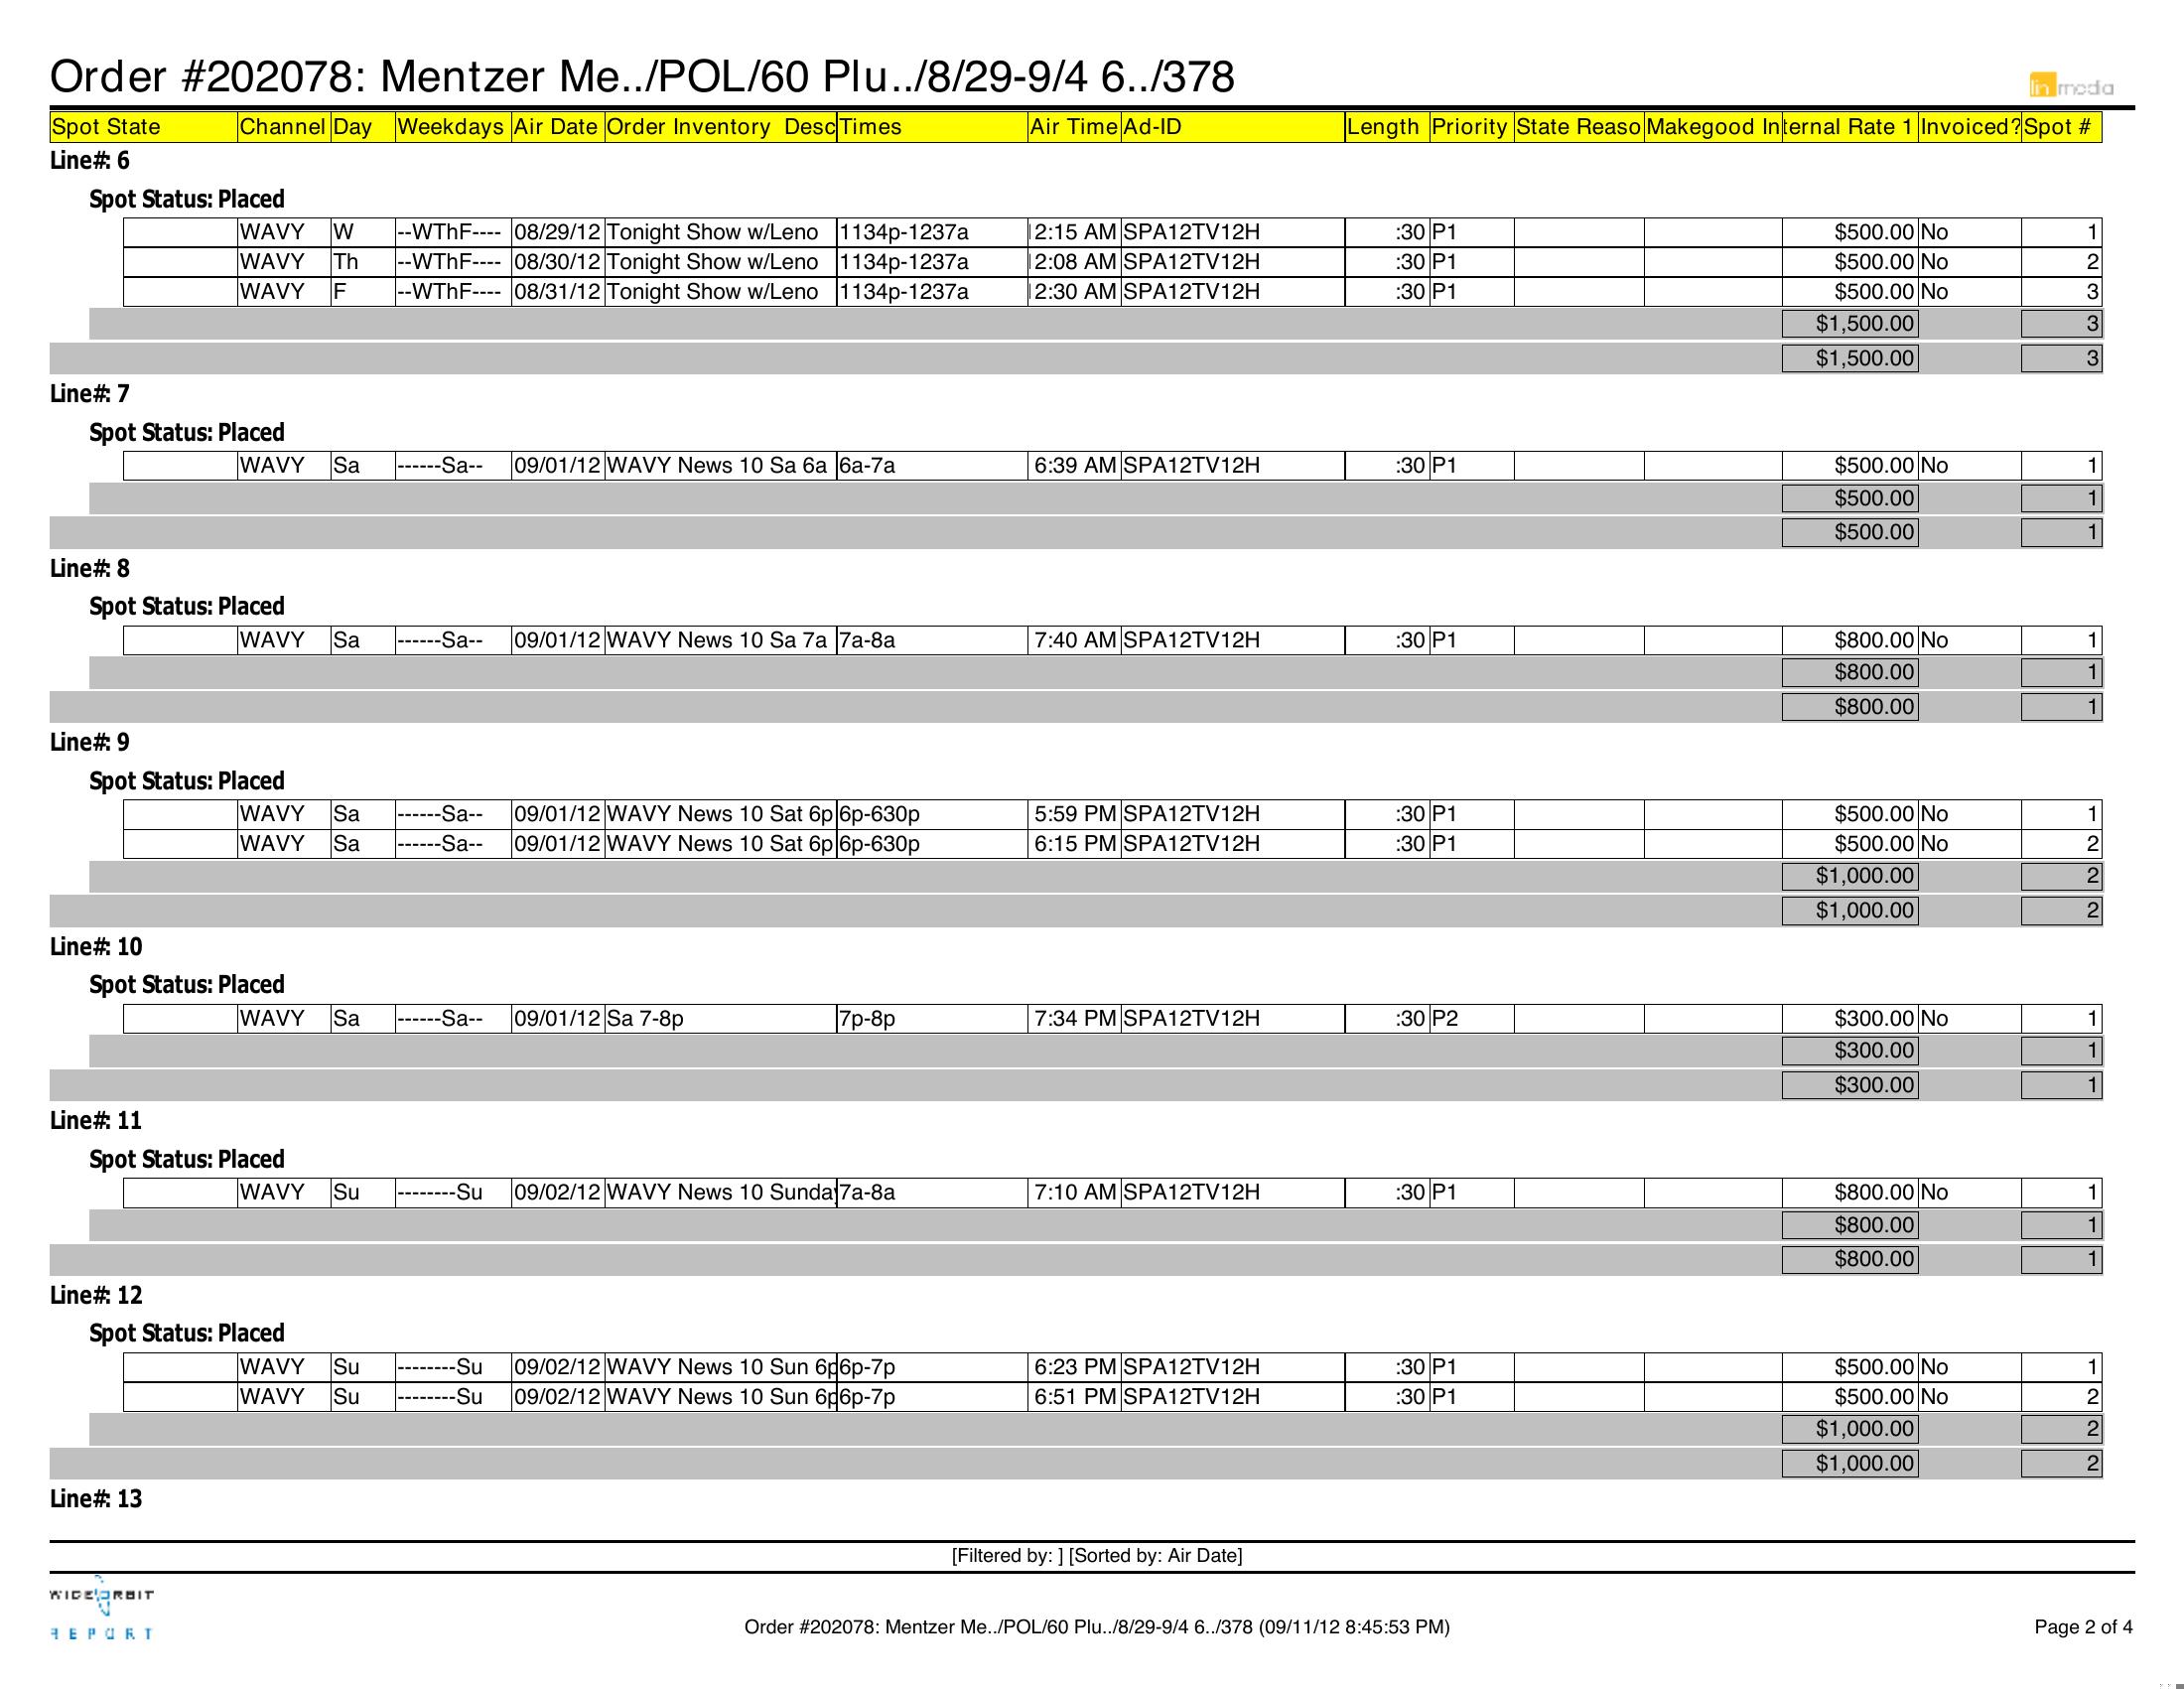 Order #202078: Mentzer Me../POL/60 Plu../8/29-9/4 6../378
lin media
Spot State Channel Day Weekdays Air Date Order Inventory Desc Times Air Time Ad-ID Length Priority State Reaso Makegood In ternal Rate 1 Invoiced? Spot #
Line#: 6
Spot Status: Placed
WAVY W --WThF---- 08/29/12 Tonight Show w/Leno 1134p-1237a 2:15 AM SPA12TV12H :30 P1 $500.00 No 1
WAVY Th --WThF---- 08/30/12 Tonight Show w/Leno 1134p-1237a 2:08 AM SPA12TV12H :30 P1 $500.00 No 2
WAVY F --WThF---- 08/31/12 Tonight Show w/Leno 1134p-1237a 2:30 AM SPA12TV12H :30 P1 $500.00 No 3
$1,500.00 3
$1,500.00 3
Line#: 7
Spot Status: Placed
WAVY Sa ------Sa-- 09/01/12 WAVY News 10 Sa 6a 6a-7a 6:39 AM SPA12TV12H :30 P1 $500.00 No 1
$500.00 1
$500.00 1
Line#: 8
Spot Status: Placed
WAVY Sa ------Sa-- 09/01/12 WAVY News 10 Sa 7a 7a-8a 7:40 AM SPA12TV12H :30 P1 $800.00 No 1
$800.00 1
$800.00 1
Line#: 9
Spot Status: Placed
WAVY Sa ------Sa-- 09/01/12 WAVY News 10 Sat 6p 6p-630p 5:59 PM SPA12TV12H :30 P1 $500.00 No 1
WAVY Sa ------Sa-- 09/01/12 WAVY News 10 Sat 6p 6p-630p 6:15 PM SPA12TV12H :30 P1 $500.00 No 2
$1,000.00 2
$1,000.00 2
Line#: 10
Spot Status: Placed
WAVY Sa ------Sa-- 09/01/12 Sa 7-8p 7p-8p 7:34 PM SPA12TV12H :30 P2 $300.00 No 1
$300.00 1
$300.00 1
Line#: 11
Spot Status: Placed
WAVY Su --------Su 09/02/12 WAVY News 10 Sunday 7a-8a 7:10 AM SPA12TV12H :30 P1 $800.00 No 1
$800.00 1
$800.00 1
Line#: 12
Spot Status: Placed
WAVY Su --------Su 09/02/12 WAVY News 10 Sun 6p 6p-7p 6:23 PM SPA12TV12H :30 P1 $500.00 No 1
WAVY Su --------Su 09/02/12 WAVY News 10 Sun 6p 6p-7p 6:51 PM SPA12TV12H :30 P1 $500.00 No 2
$1,000.00 2
$1,000.00 2
Line#: 13
[Filtered by: ] [Sorted by: Air Date]
WIDEORBIT
REPORT
Order #202078: Mentzer Me../POL/60 Plu../8/29-9/4 6../378 (09/11/12 8:45:53 PM)
Page 2 of 4